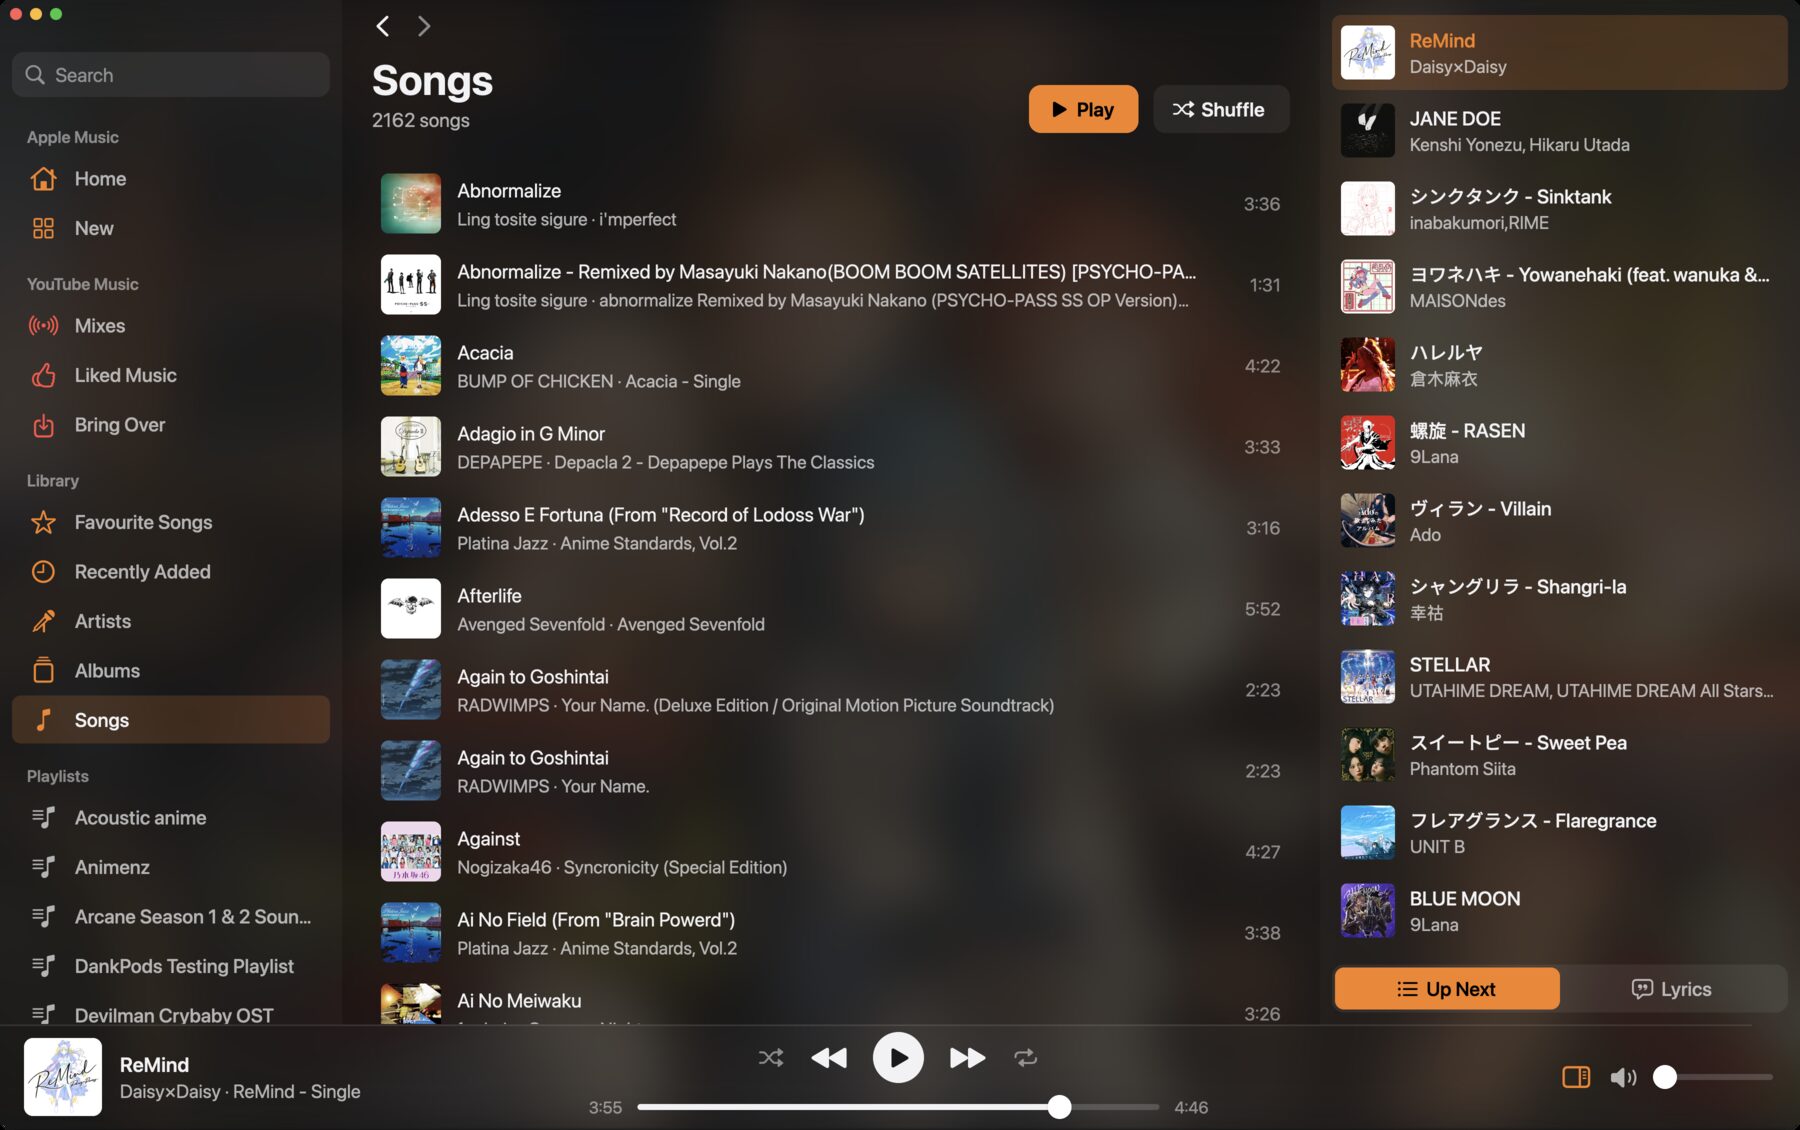 Search
Apple Music
Home
New
YouTube Music
Mixes
Liked Music
Bring Over
Library
Favourite Songs
Recently Added
Artists
Albums
Songs
Playlists
Acoustic anime
Animenz
Arcane Season 1 & 2 Soun...
DankPods Testing Playlist
Devilman Crybaby OST
Songs
2162 songs
Play
Shuffle
Abnormalize
Ling tosite sigure · i'mperfect
3:36
Abnormalize - Remixed by Masayuki Nakano(BOOM BOOM SATELLITES) [PSYCHO-PA...
Ling tosite sigure · abnormalize Remixed by Masayuki Nakano (PSYCHO-PASS SS OP Version)...
1:31
Acacia
BUMP OF CHICKEN · Acacia - Single
4:22
Adagio in G Minor
DEPAPEPE · Depacla 2 - Depapepe Plays The Classics
3:33
Adesso E Fortuna (From "Record of Lodoss War")
Platina Jazz · Anime Standards, Vol.2
3:16
Afterlife
Avenged Sevenfold · Avenged Sevenfold
5:52
Again to Goshintai
RADWIMPS · Your Name. (Deluxe Edition / Original Motion Picture Soundtrack)
2:23
Again to Goshintai
RADWIMPS · Your Name.
2:23
乃木坂46
Against
Nogizaka46 · Syncronicity (Special Edition)
4:27
Ai No Field (From "Brain Powerd")
Platina Jazz · Anime Standards, Vol.2
3:38
Ai No Meiwaku
3:26
ReMind
ReMind
Daisy×Daisy
JANE DOE
Kenshi Yonezu, Hikaru Utada
シンクタンク - Sinktank
inabakumori,RIME
ヨワネハキ - Yowanehaki (feat. wanuka &...
MAISONdes
ハレルヤ
倉木麻衣
螺旋 - RASEN
9Lana
ヴィラン - Villain
Ado
シャングリラ - Shangri-la
幸祜
STELLAR
STELLAR
UTAHIME DREAM, UTAHIME DREAM All Stars...
スイートピー - Sweet Pea
Phantom Siita
フレアグランス - Flaregrance
UNIT B
BLUE MOON
9Lana
Up Next
Lyrics
ReMind
ReMind
Daisy×Daisy · ReMind - Single
3:55
4:46